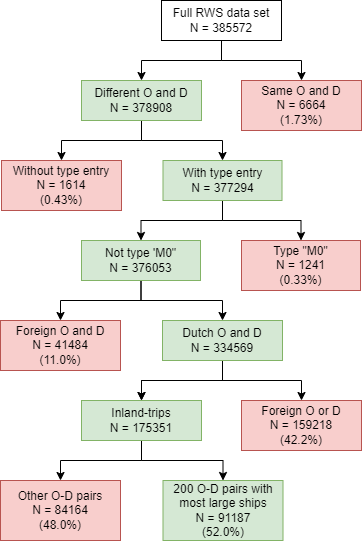 Full RWS data set
N = 385572
Different O and D
N = 378908
Same O and D
N = 6664
(1.73%)
Without type entry
N = 1614
(0.43%)
With type entry
N = 377294
Not type 'M0"
N = 376053
Type "M0"
N = 1241
(0.33%)
Foreign O and D
N = 41484
(11.0%)
Dutch O and D
N = 334569
Inland-trips
N = 175351
Foreign O or D
N = 159218
(42.2%)
Other O-D pairs
N = 84164
(48.0%)
200 O-D pairs with
most large ships
N = 91187
(52.0%)